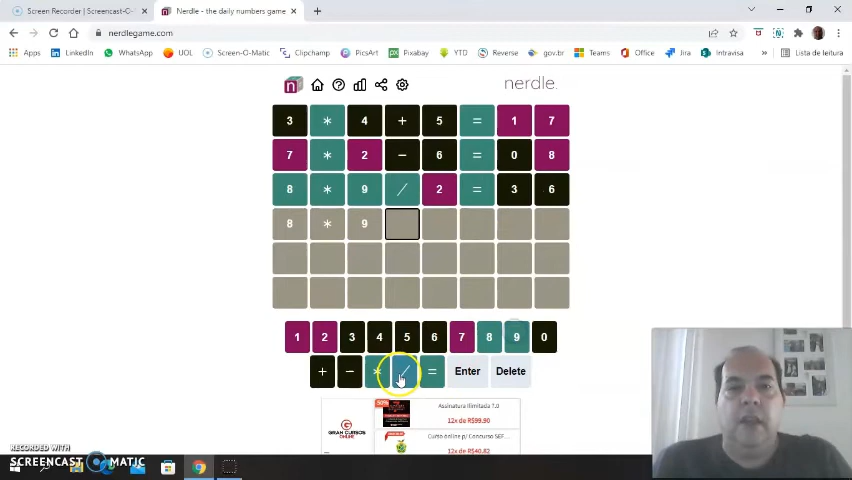 Screen Recorder | Screencast-O-
Nerdle - the daily numbers game
nerdlegame.com
Apps
LinkedIn
WhatsApp
UOL
Screen-O-Matic
Clipchamp
PicsArt
Pixabay
YTD
Reverse
gov.br
Teams
Office
Jira
Intravisa
Lista de leitura
nerdle.
3 * 4 + 5 = 1 7
7 * 2 - 6 = 0 8
8 * 9 / 2 = 3 6
8 * 9
1 2 3 4 5 6 7 8 9 0
+ - * / = Enter Delete
50%
Assinatura Ilimitada 7.0
12x de R$99,90
GRAN CURSOS
ONLINE
Curso online p/ Concurso SEF...
12x de R$40,82
RECORDED WITH
SCREENCAST MATIC